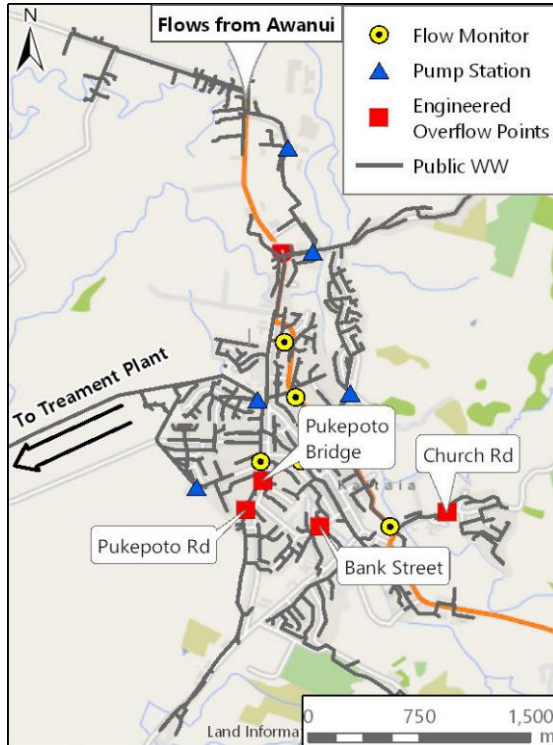 Flows from Awanui
Flow Monitor
Pump Station
Engineered
Overflow Points
Public WW
To Treament Plant
Pukepoto
Bridge
Church Rd
Kaitaia
Pukepoto Rd
Bank Street
Land Informa
0 750 1,500
m